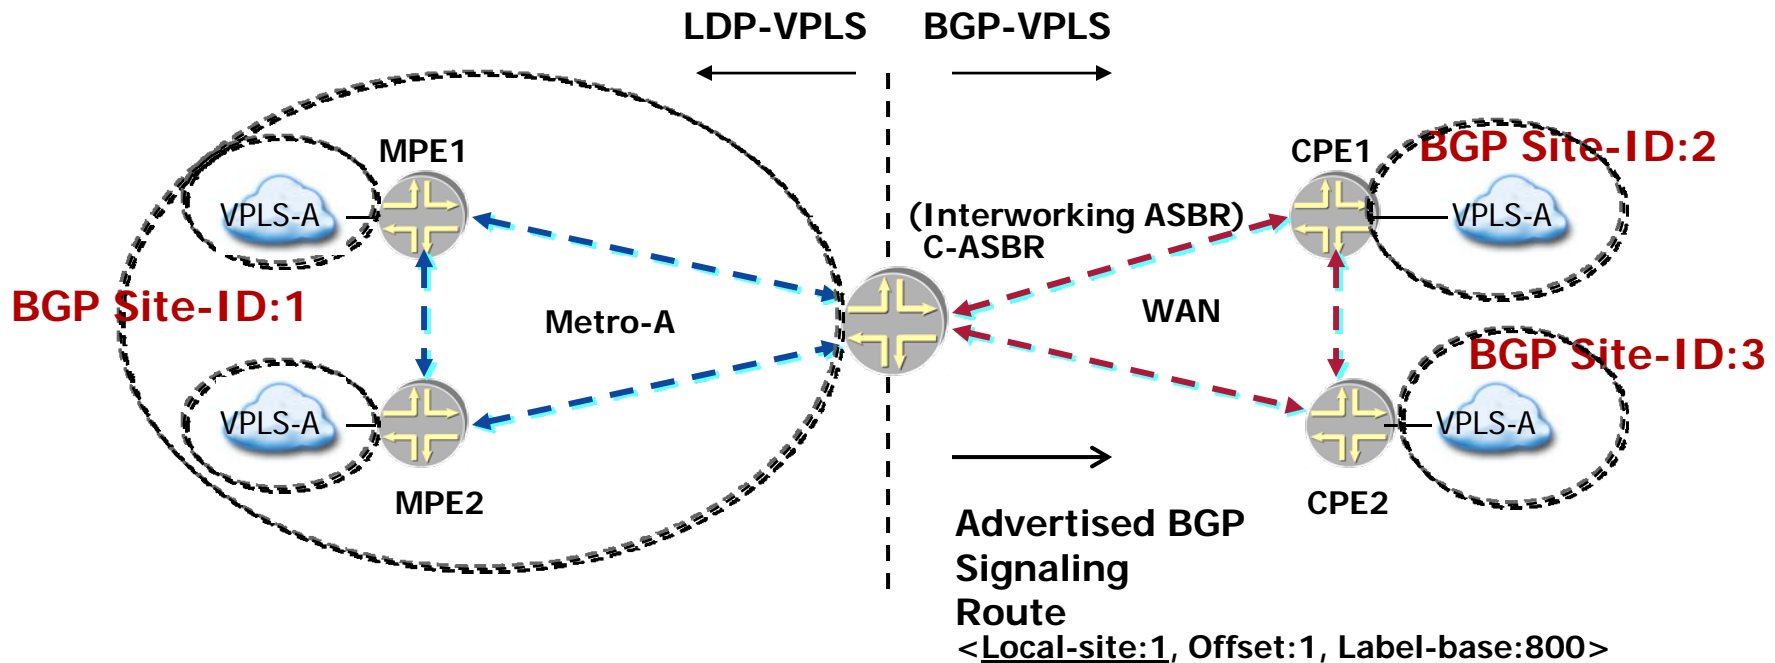 LDP-VPLS
BGP-VPLS
MPE1
CPE1
BGP Site-ID:2
VPLS-A
(Interworking ASBR)
C-ASBR
VPLS-A
BGP Site-ID:1
Metro-A
WAN
BGP Site-ID:3
VPLS-A
VPLS-A
MPE2
CPE2
Advertised BGP
Signaling
Route
<Local-site:1, Offset:1, Label-base:800>